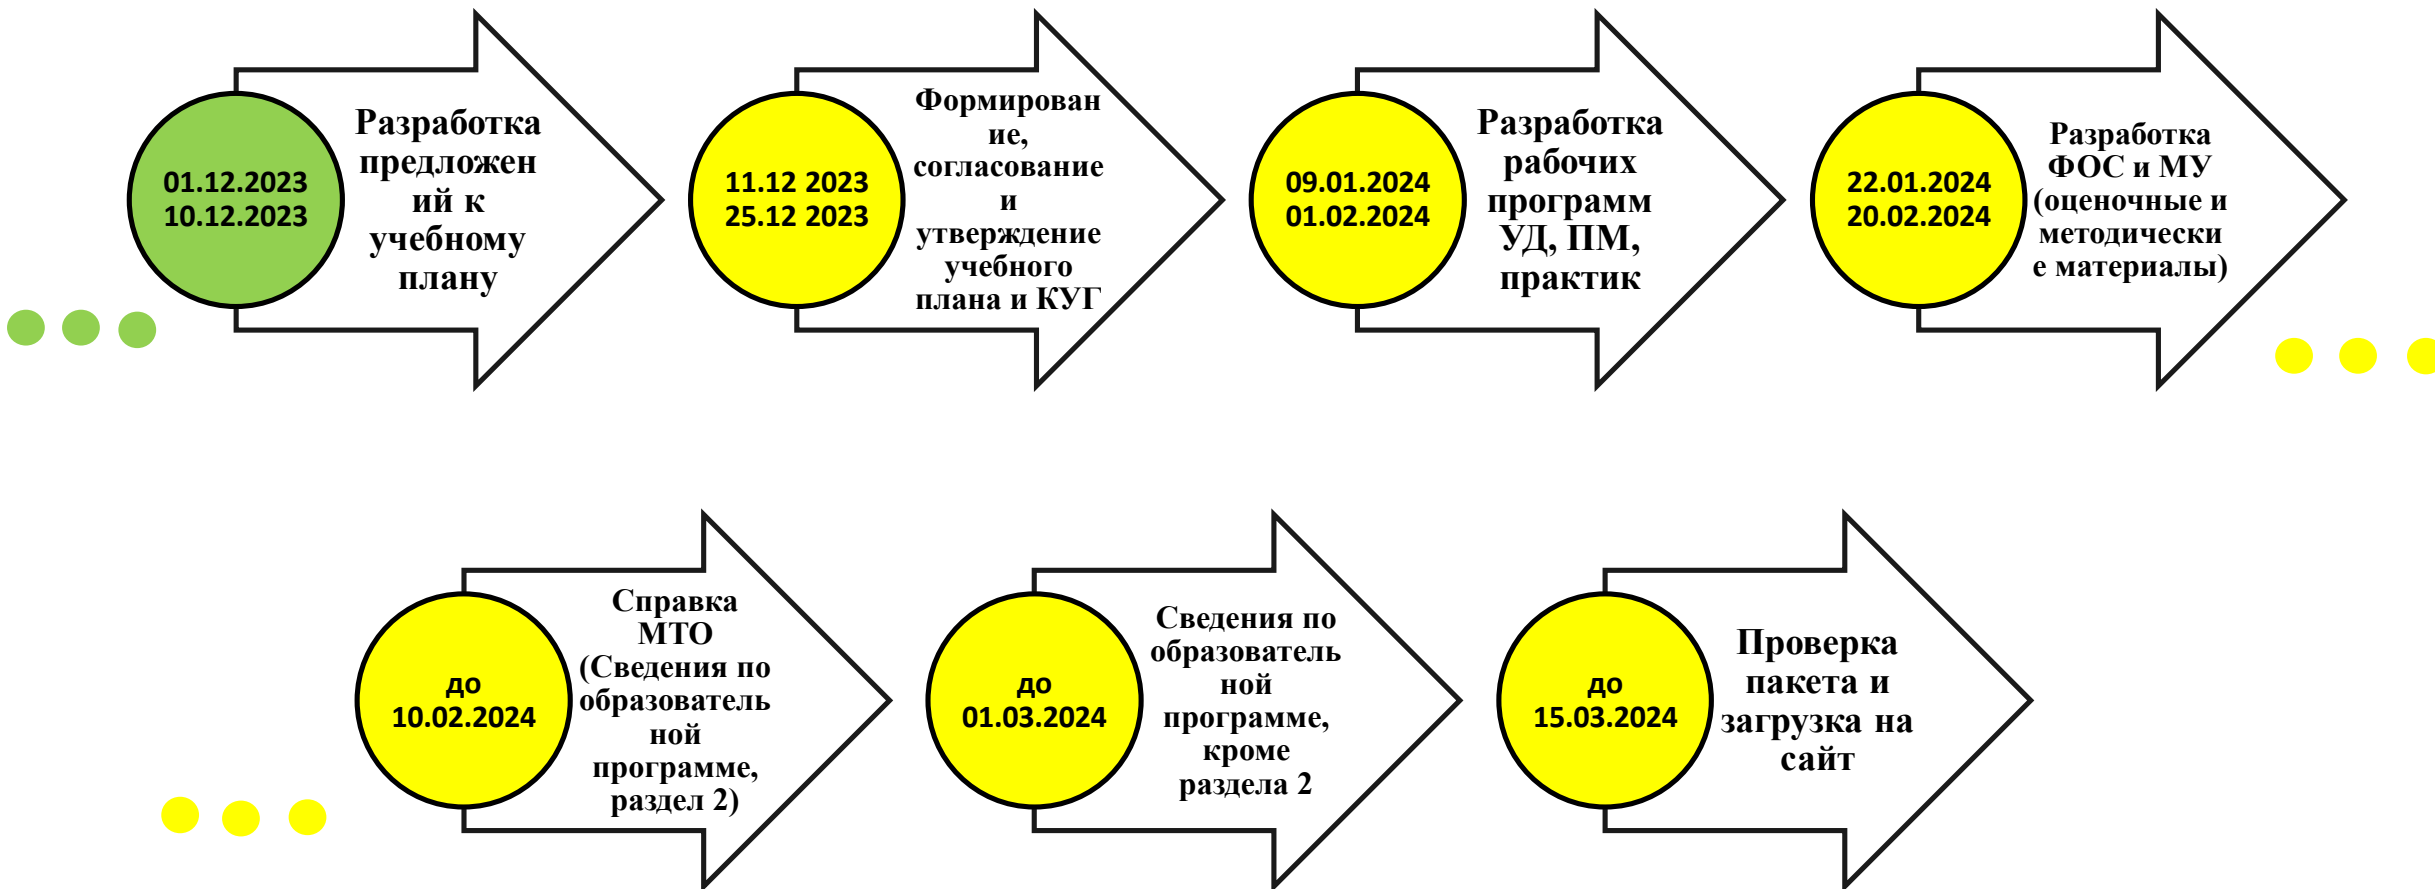 01.12.2023
10.12.2023
Разработка
предложен
ий к
учебному
плану
11.12 2023
25.12 2023
Формирован
ие,
согласование
и
утверждение
учебного
плана и КУГ
09.01.2024
01.02.2024
Разработка
рабочих
программ
УД, ПМ,
практик
22.01.2024
20.02.2024
Разработка
ФОС и МУ
(оценочные и
методически
е материалы)
до
10.02.2024
Справка
МТО
(Сведения по
образователь
ной
программе,
раздел 2)
до
01.03.2024
Сведения по
образователь
ной
программе,
кроме
раздела 2
до
15.03.2024
Проверка
пакета и
загрузка на
сайт